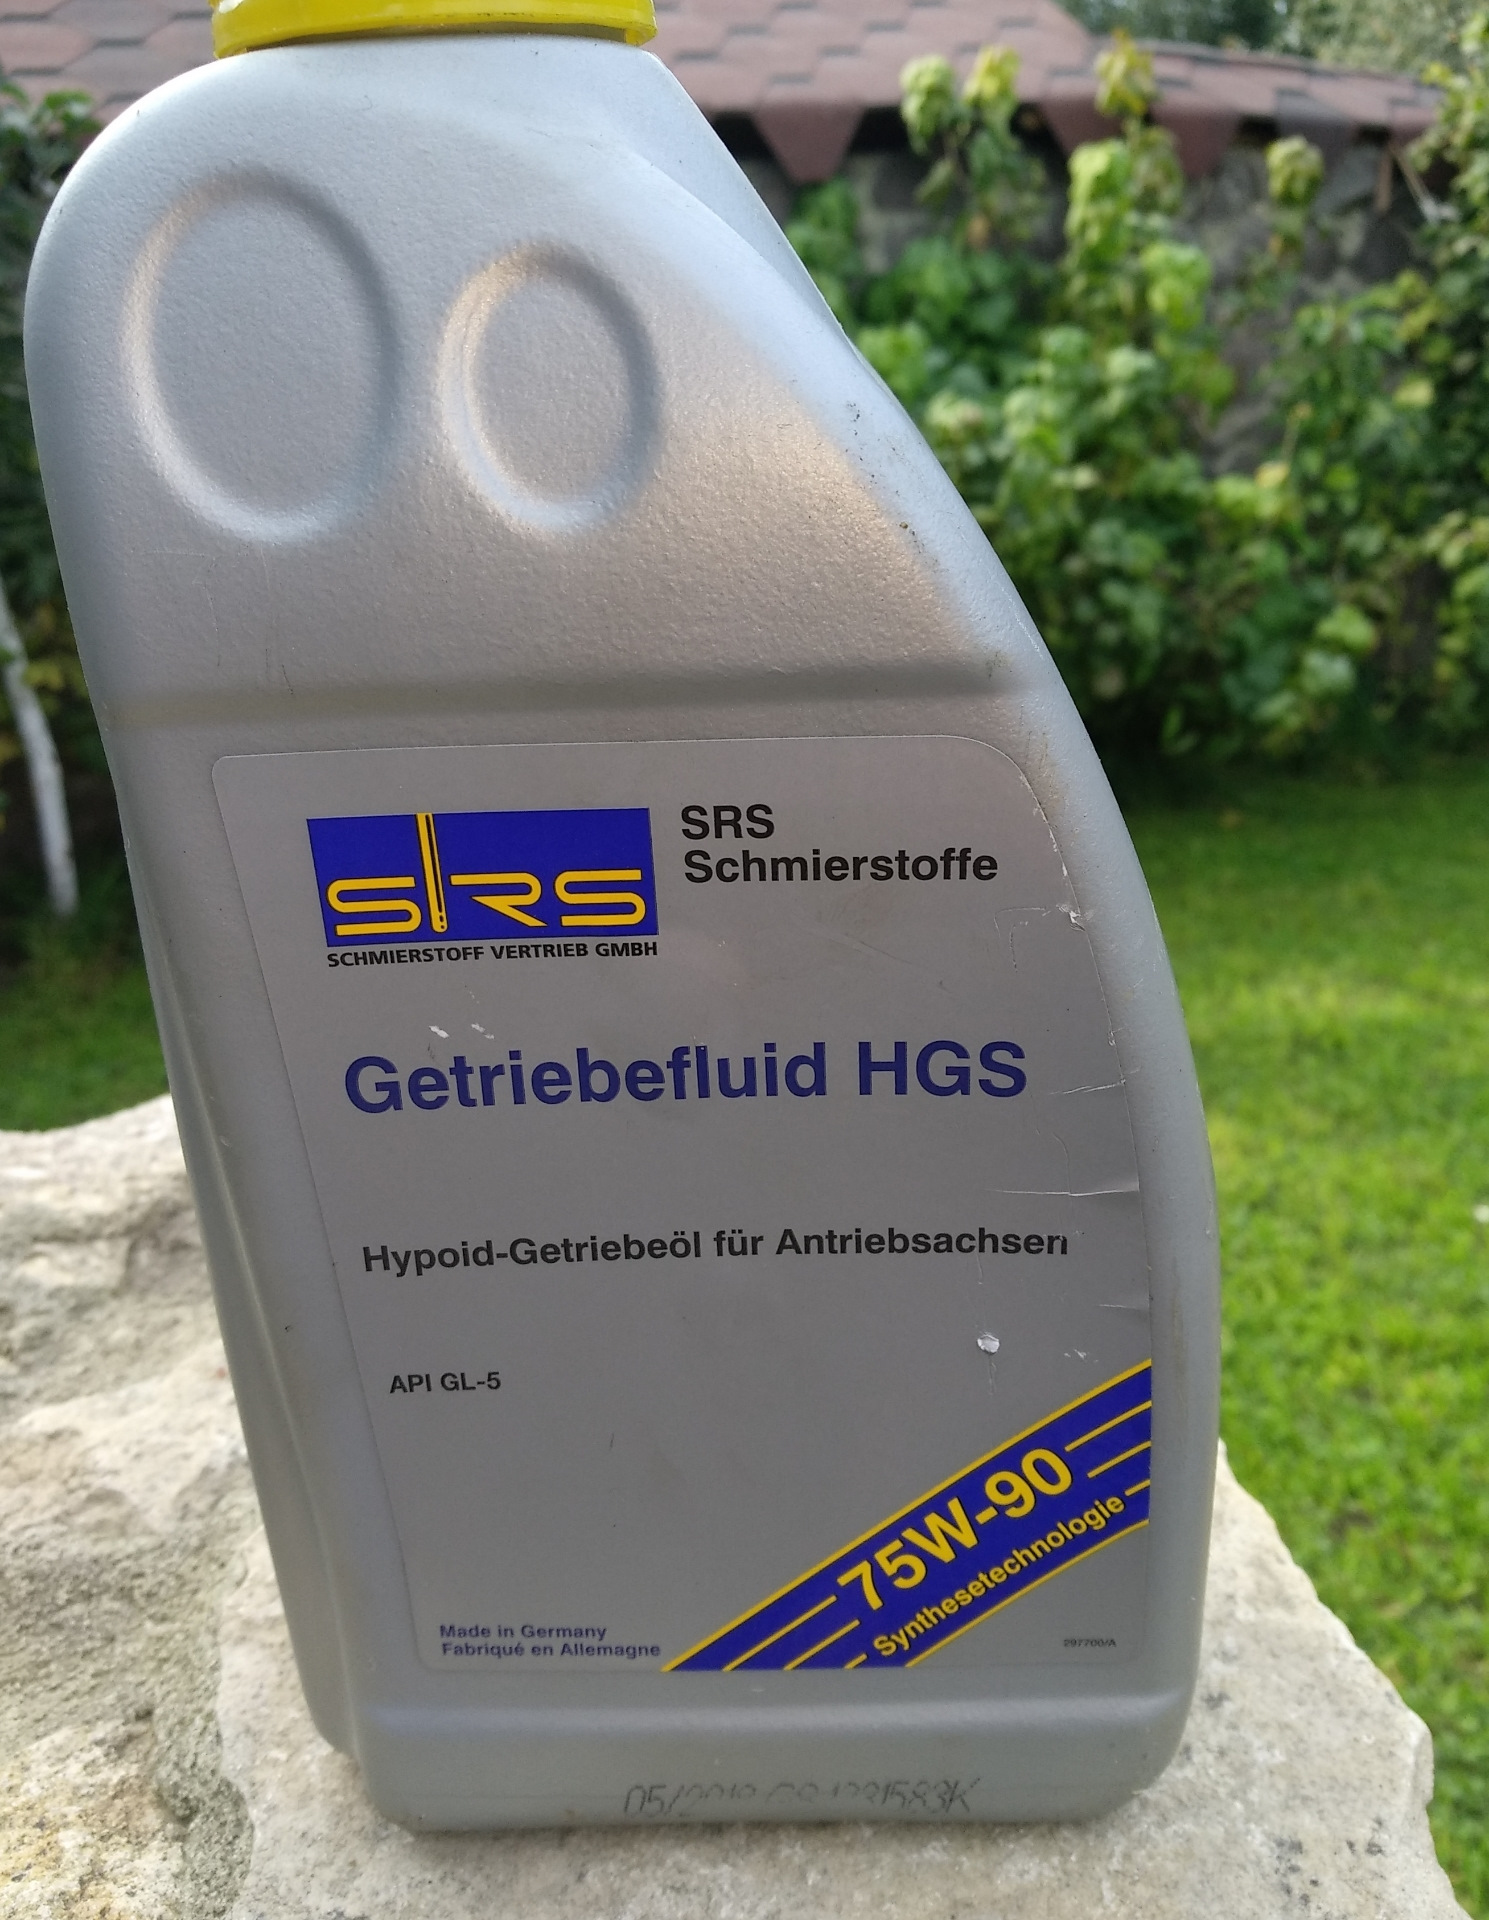 SRS
SCHMIERSTOFF VERTRIEB GMBH
SRS
Schmierstoffe
Getriebefluid HGS
Hypoid-Getriebeöl für Antriebsachsen
API GL-5
75W-90
Synthesetechnologie
Made in Germany
Fabriqué en Allemagne
297700/A